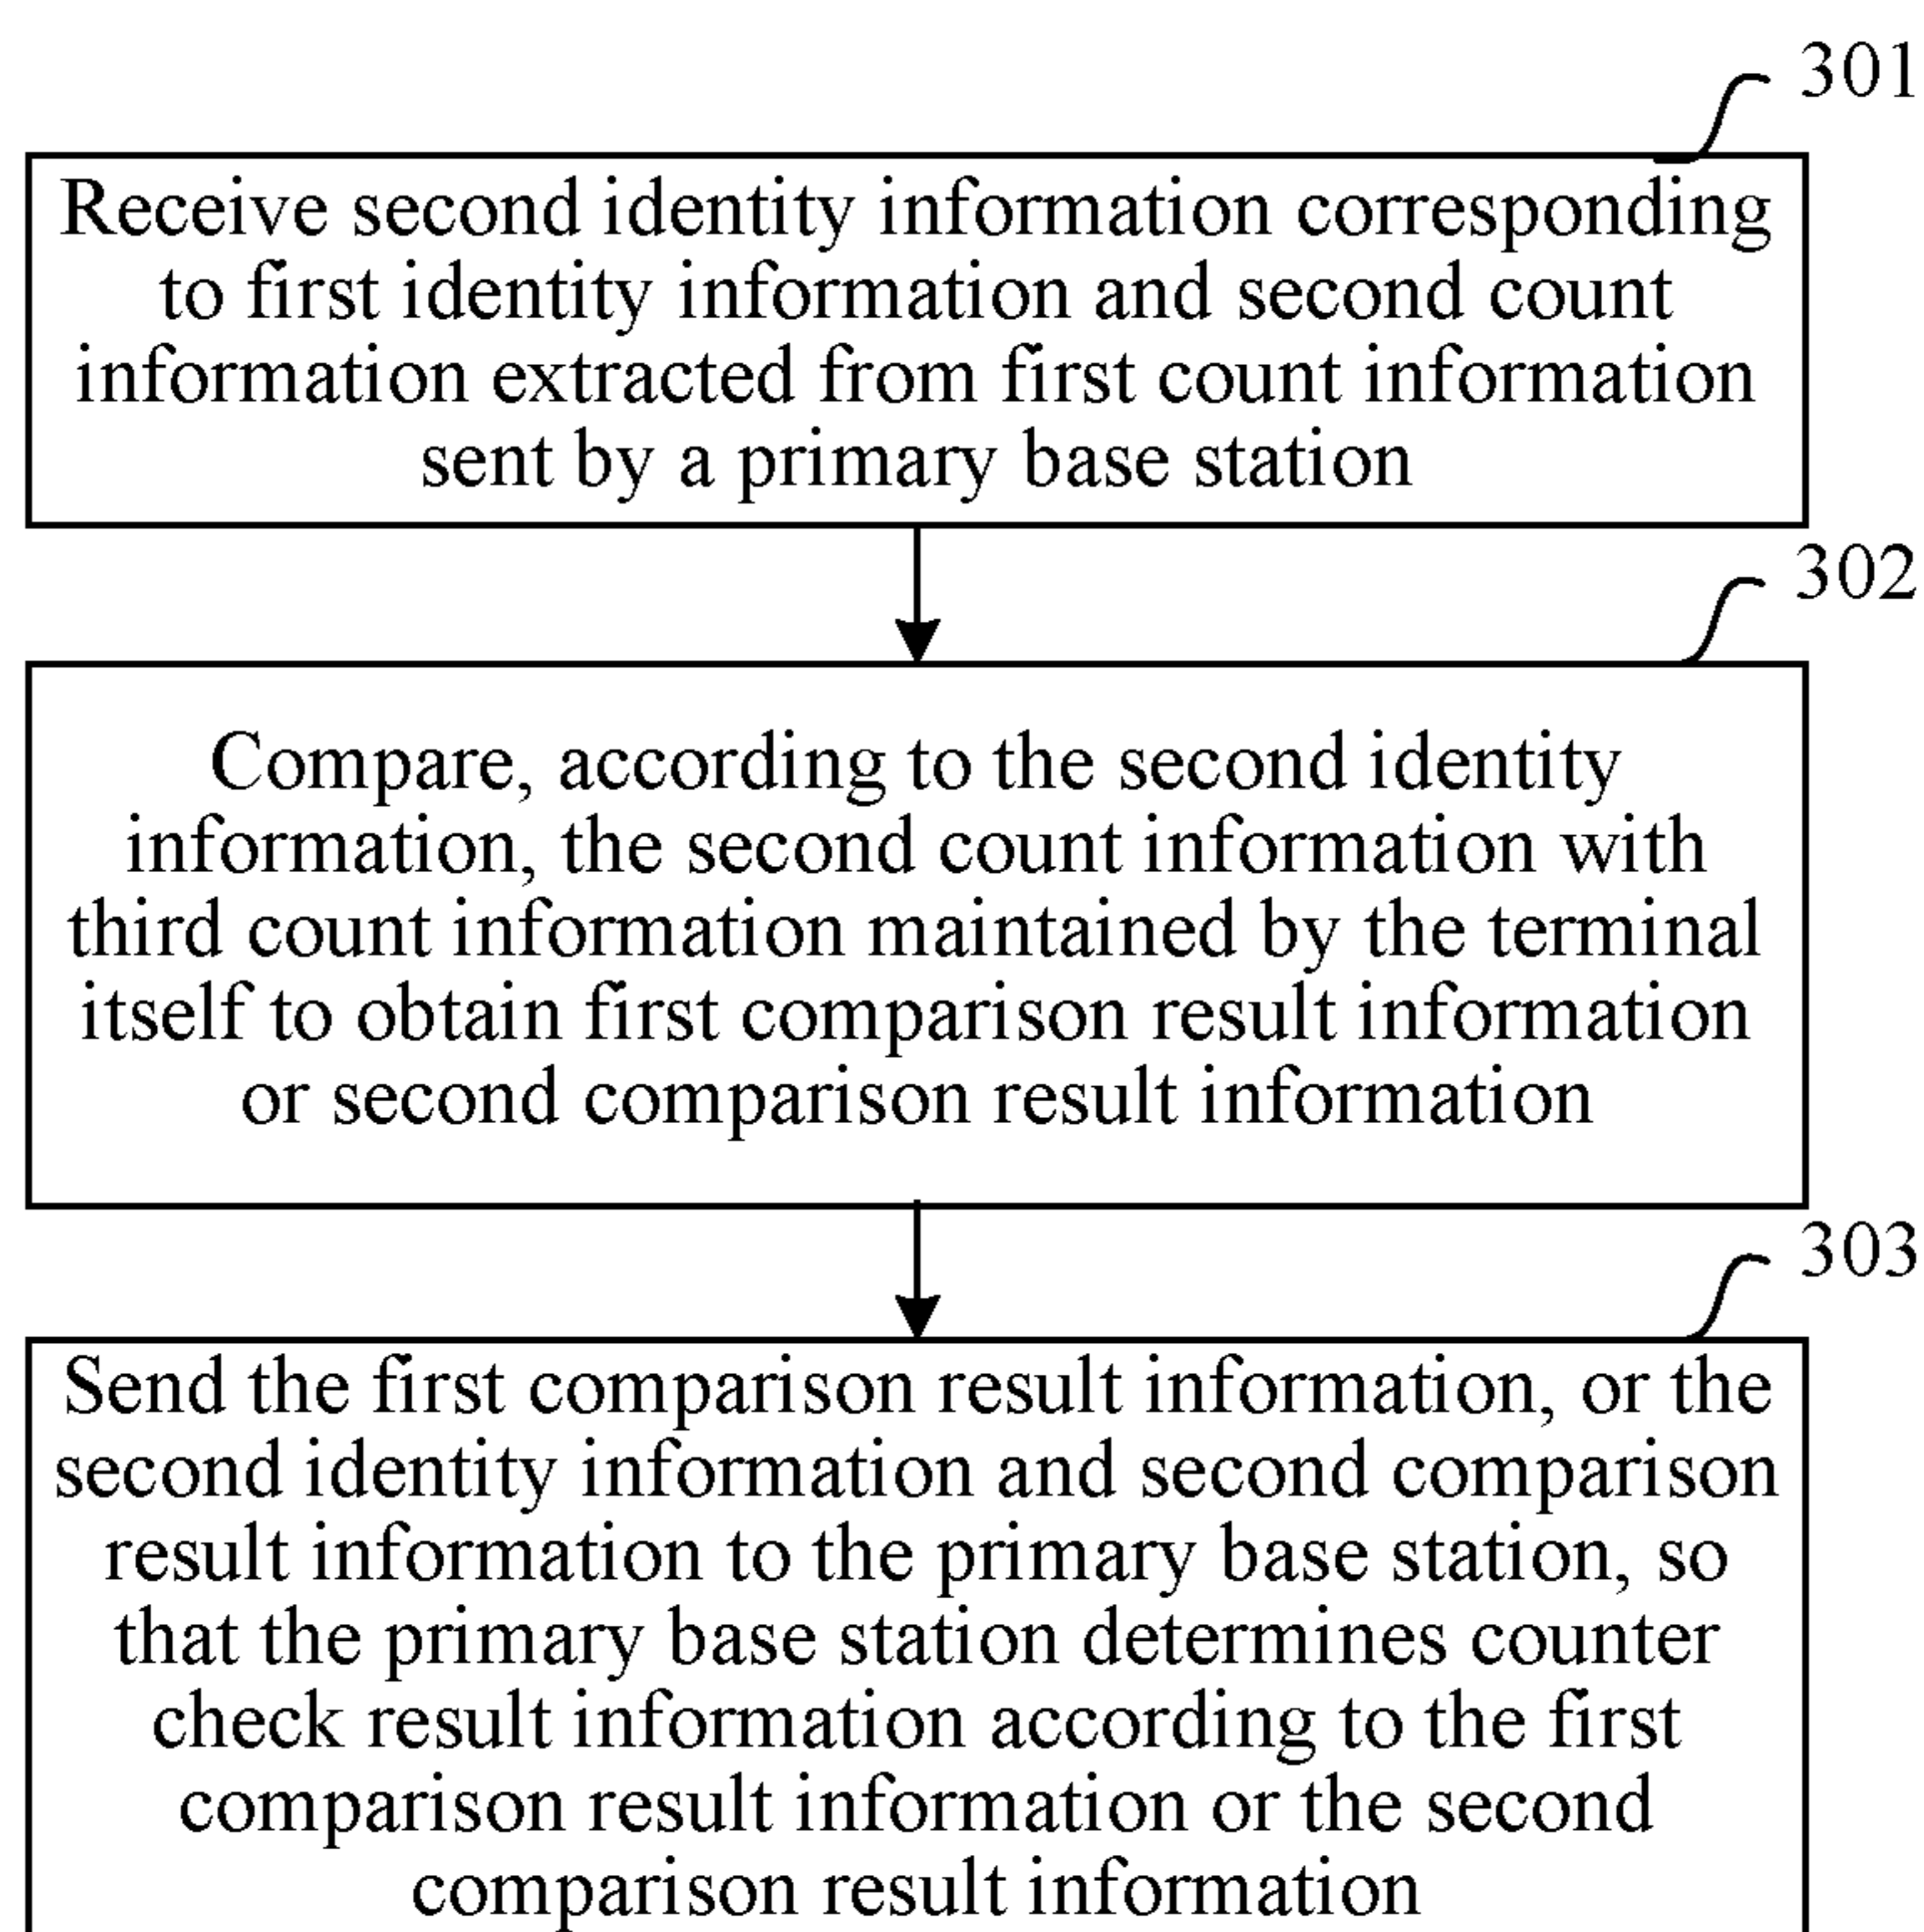 301
Receive second identity information corresponding
to first identity information and second count
information extracted from first count information
sent by a primary base station
302
Compare, according to the second identity
information, the second count information with
third count information maintained by the terminal
itself to obtain first comparison result information
or second comparison result information
303
Send the first comparison result information, or the
second identity information and second comparison
result information to the primary base station, so
that the primary base station determines counter
check result information according to the first
comparison result information or the second
comparison result information